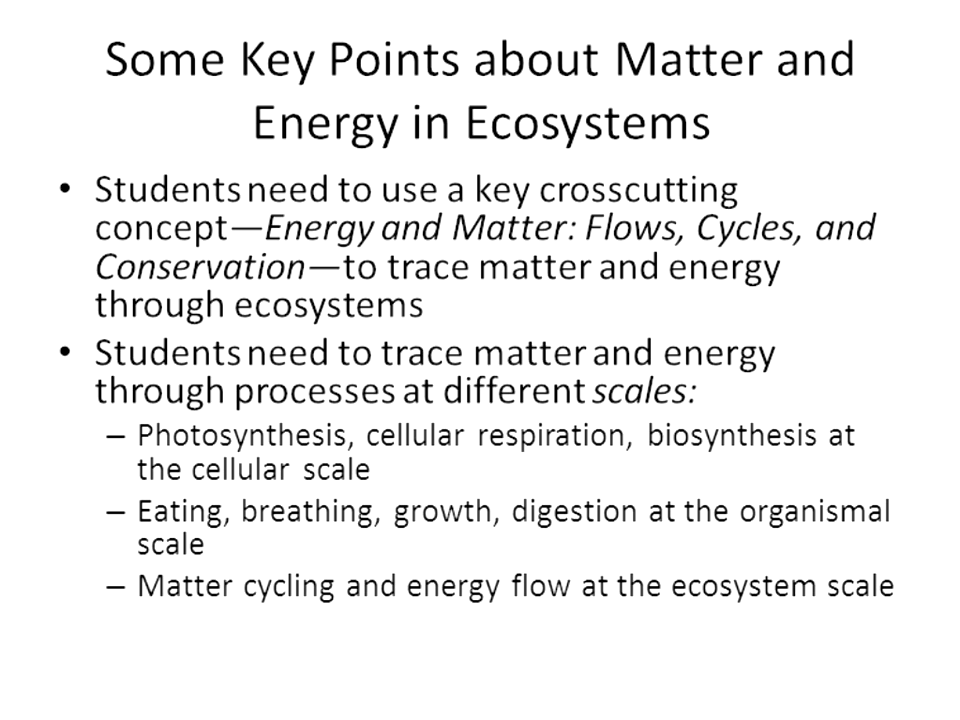 Some Key Points about Matter and
Energy in Ecosystems
• Students need to use a key crosscutting
concept—Energy and Matter: Flows, Cycles, and
Conservation—to trace matter and energy
through ecosystems
• Students need to trace matter and energy
through processes at different scales:
– Photosynthesis, cellular respiration, biosynthesis at
the cellular scale
– Eating, breathing, growth, digestion at the organismal
scale
– Matter cycling and energy flow at the ecosystem scale